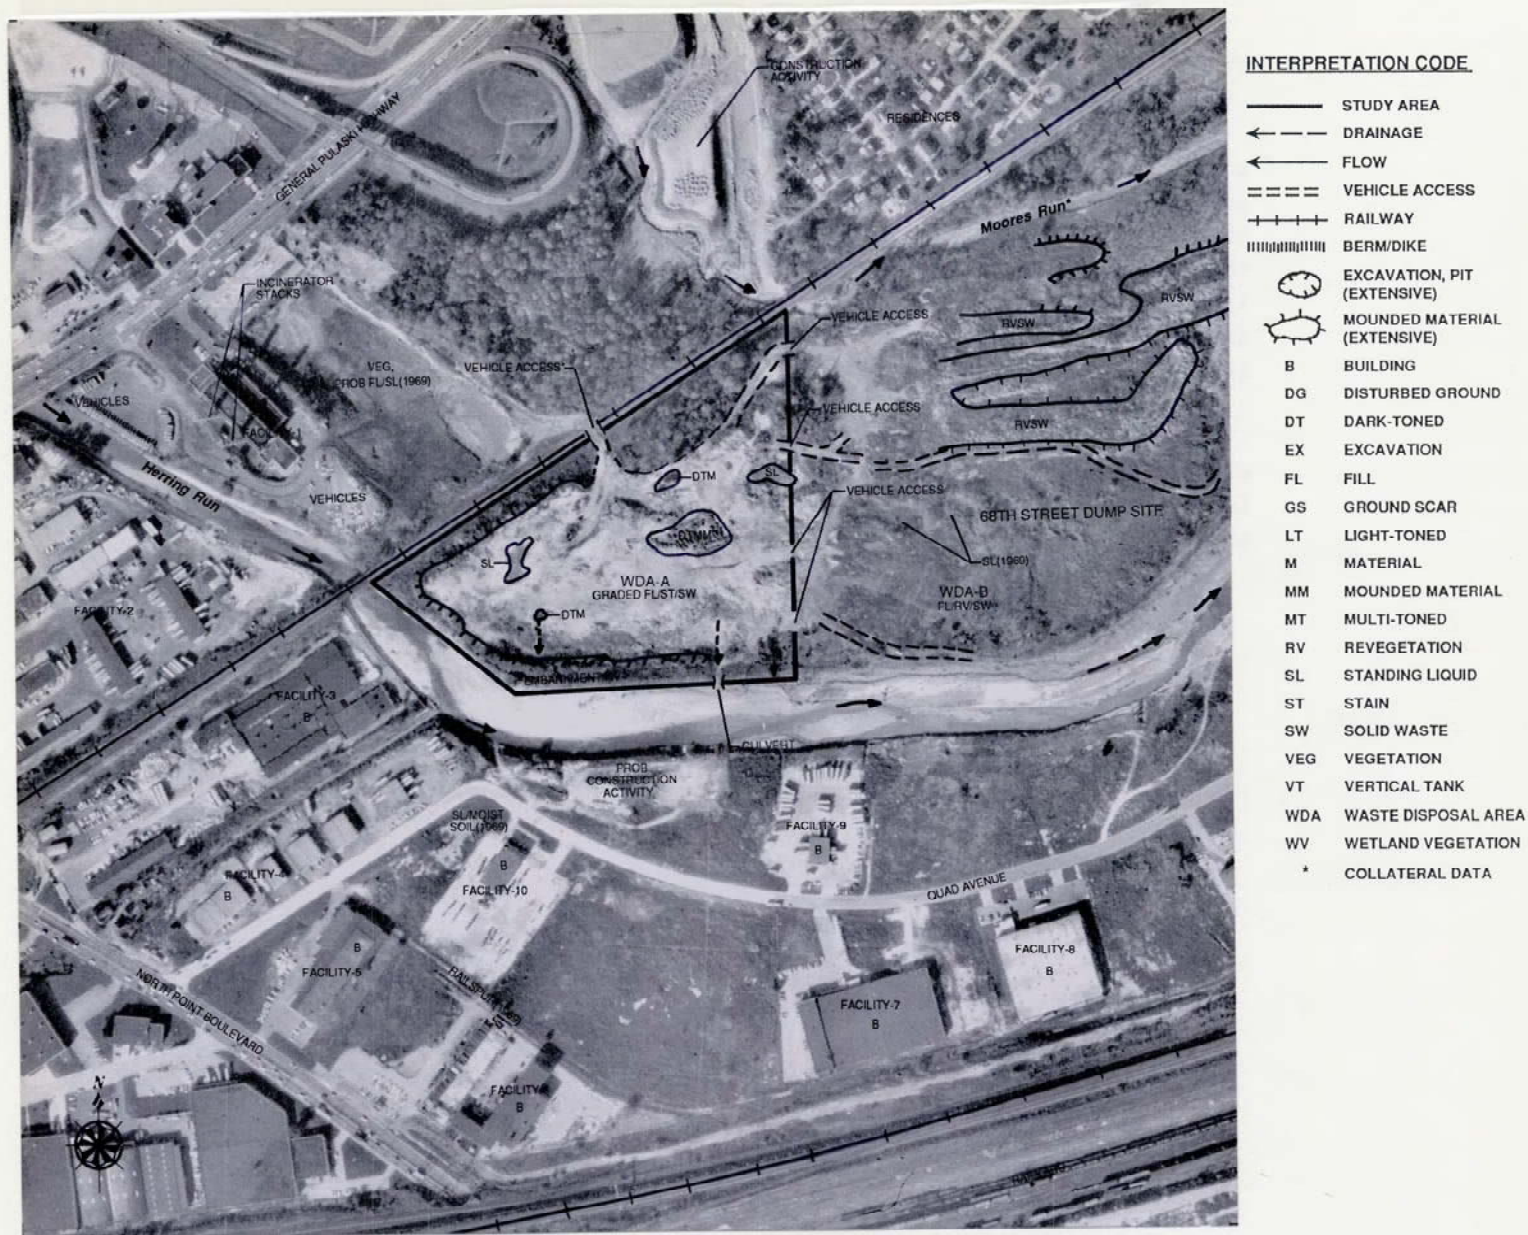 INTERPRETATION CODE
STUDY AREA
DRAINAGE
FLOW
VEHICLE ACCESS
RAILWAY
BERM/DIKE
EXCAVATION, PIT
(EXTENSIVE)
MOUNDED MATERIAL
(EXTENSIVE)
B BUILDING
DG DISTURBED GROUND
DT DARK-TONED
EX EXCAVATION
FL FILL
GS GROUND SCAR
LT LIGHT-TONED
M MATERIAL
MM MOUNDED MATERIAL
MT MULTI-TONED
RV REVEGETATION
SL STANDING LIQUID
ST STAIN
SW SOLID WASTE
VEG VEGETATION
VT VERTICAL TANK
WDA WASTE DISPOSAL AREA
WV WETLAND VEGETATION
* COLLATERAL DATA
CONSTRUCTION
ACTIVITY
RESIDENCES
GENERAL PULASKI HIGHWAY
Moores Run*
INCINERATOR
STACKS
RVSW
RVSW
VEHICLE ACCESS
VEG,
PROB FL/SL(1969)
VEHICLE ACCESS*
VEHICLES
VEHICLE ACCESS
RVSW
FACILITY-1
Herring Run
VEHICLES
DTM
SL
VEHICLE ACCESS
68TH STREET DUMP SITE
SL
SL(1969)
WDA-A
GRADED FL/ST/SW
WDA-B
FL/RV/SW
FACILITY-2
DTM
EMBANKMENT
FACILITY-3
B
CULVERT
PROB
CONSTRUCTION
ACTIVITY
SL/MOIST
SOIL(1969)
FACILITY-9
B
FACILITY-4
B
B
FACILITY-10
QUAD AVENUE
B
FACILITY-5
FACILITY-8
B
NORTH POINT BOULEVARD
FACILITY-7
B
B
N